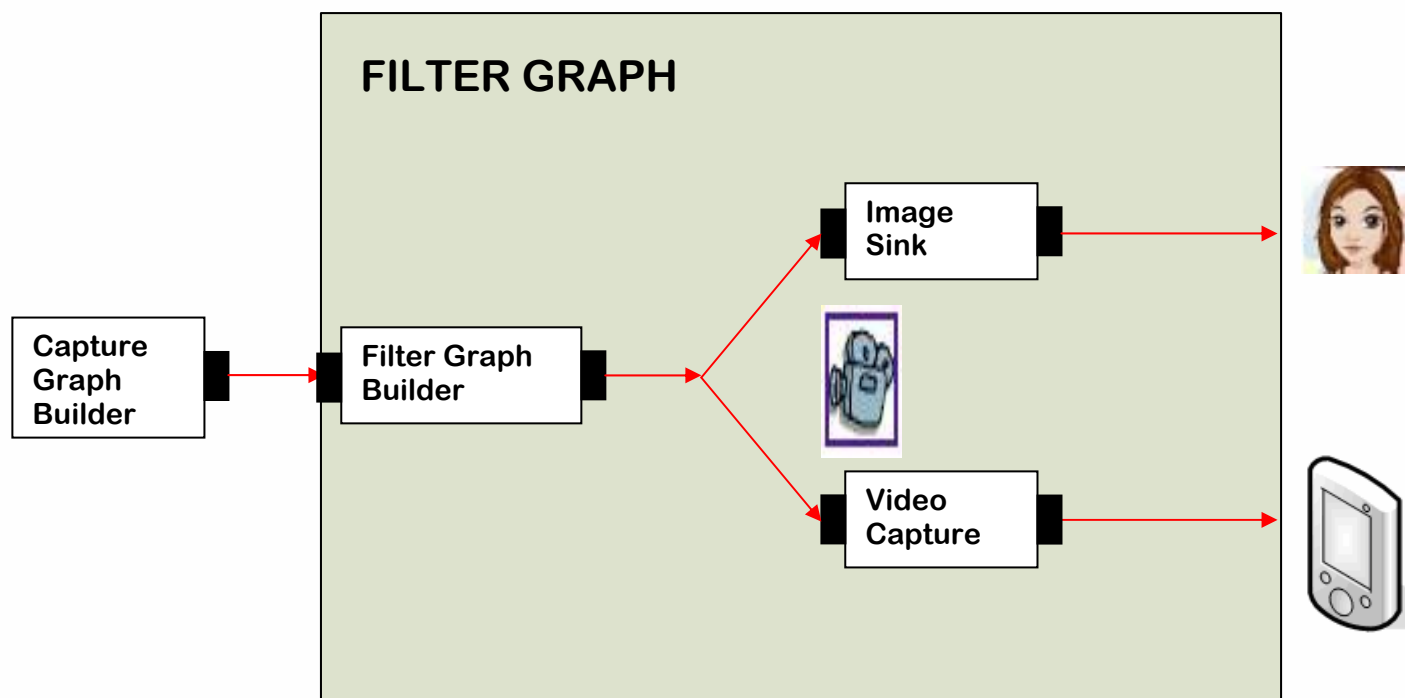 FILTER GRAPH
Capture
Graph
Builder
Filter Graph
Builder
Image
Sink
Video
Capture